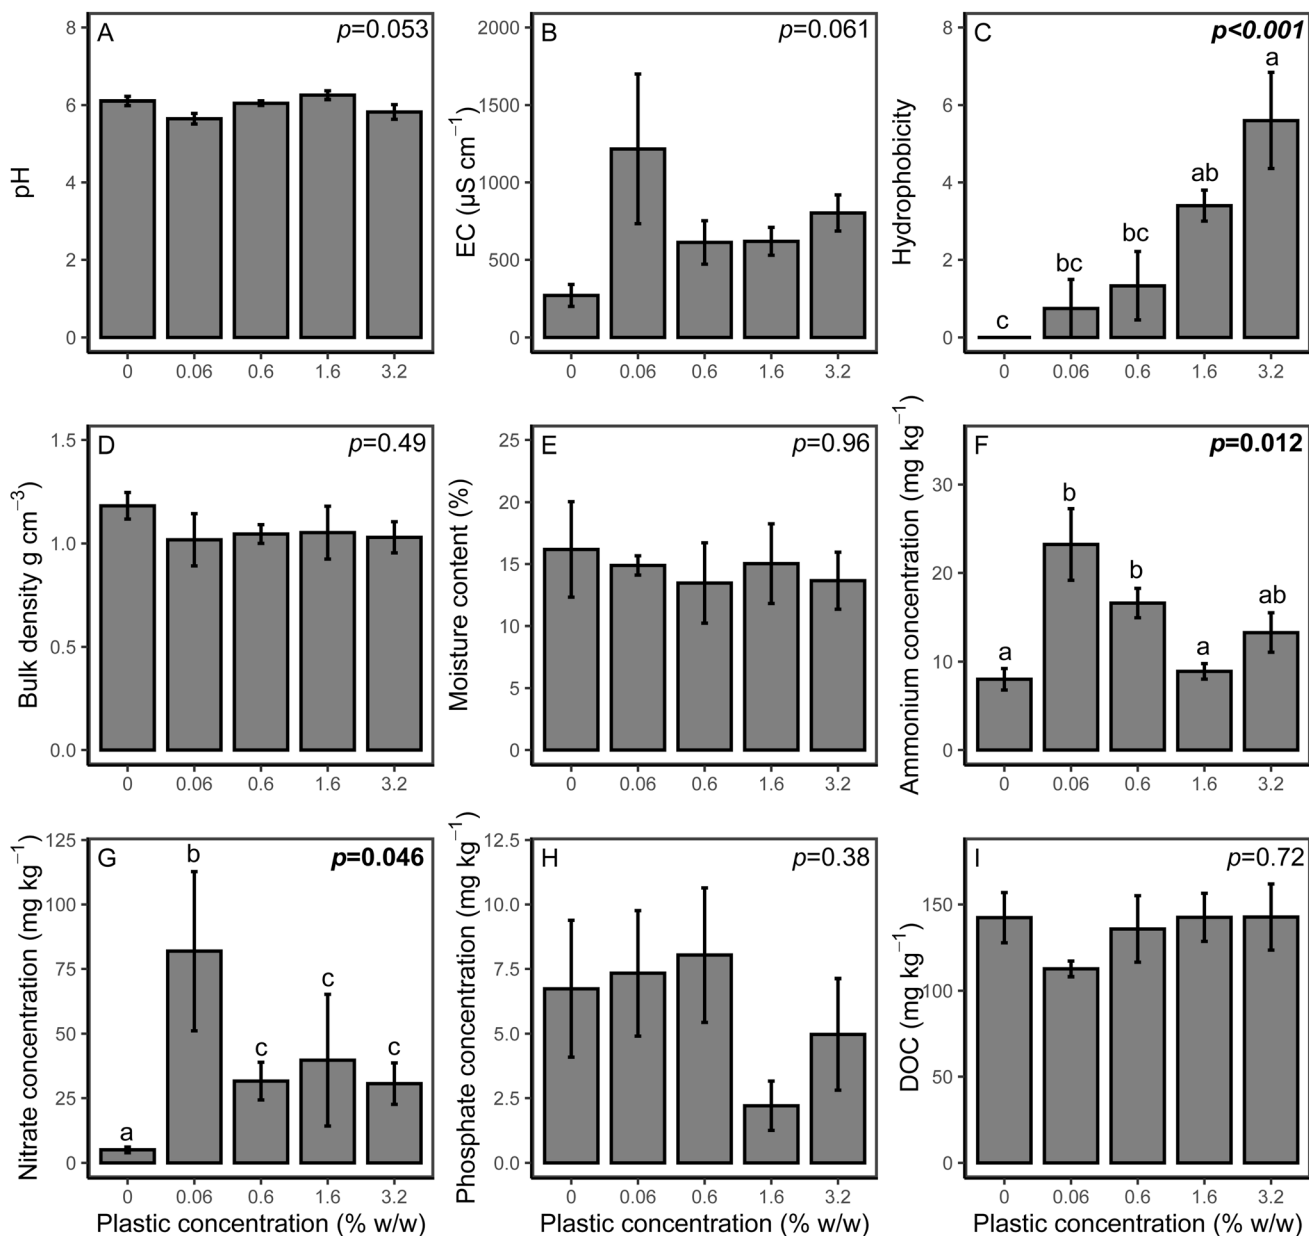 A
p=0.053
pH
8
6
4
2
0
0 0.06 0.6 1.6 3.2
B
p=0.061
EC (µS cm⁻¹)
2000
1500
1000
500
0
0 0.06 0.6 1.6 3.2
C
p<0.001
Hydrophobicity
8
6
4
2
0
c bc bc ab a
0 0.06 0.6 1.6 3.2
D
p=0.49
Bulk density g cm⁻³
1.5
1.0
0.5
0.0
0 0.06 0.6 1.6 3.2
E
p=0.96
Moisture content (%)
25
20
15
10
5
0
0 0.06 0.6 1.6 3.2
F
p=0.012
Ammonium concentration (mg kg⁻¹)
30
20
10
0
a b b a ab
0 0.06 0.6 1.6 3.2
G
p=0.046
Nitrate concentration (mg kg⁻¹)
125
100
75
50
25
0
a b c c c
0 0.06 0.6 1.6 3.2
Plastic concentration (% w/w)
H
p=0.38
Phosphate concentration (mg kg⁻¹)
12.5
10.0
7.5
5.0
2.5
0.0
0 0.06 0.6 1.6 3.2
Plastic concentration (% w/w)
I
p=0.72
DOC (mg kg⁻¹)
150
100
50
0
0 0.06 0.6 1.6 3.2
Plastic concentration (% w/w)